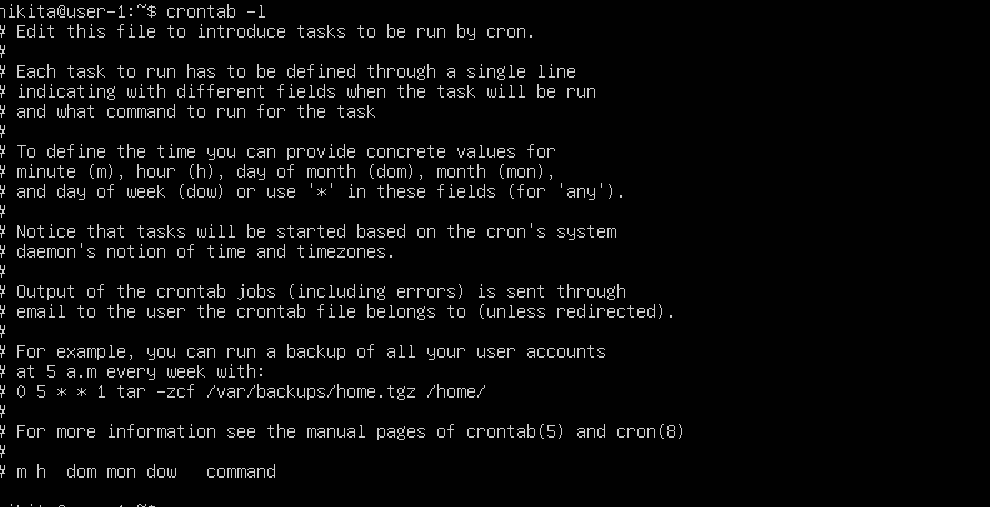 nikita@user-1:~$ crontab -l
# Edit this file to introduce tasks to be run by cron.
#
# Each task to run has to be defined through a single line
# indicating with different fields when the task will be run
# and what command to run for the task
#
# To define the time you can provide concrete values for
# minute (m), hour (h), day of month (dom), month (mon),
# and day of week (dow) or use '*' in these fields (for 'any').
#
# Notice that tasks will be started based on the cron's system
# daemon's notion of time and timezones.
#
# Output of the crontab jobs (including errors) is sent through
# email to the user the crontab file belongs to (unless redirected).
#
# For example, you can run a backup of all your user accounts
# at 5 a.m every week with:
# 0 5 * * 1 tar -zcf /var/backups/home.tgz /home/
#
# For more information see the manual pages of crontab(5) and cron(8)
#
# m h  dom mon dow   command
nikita@user-1:~$